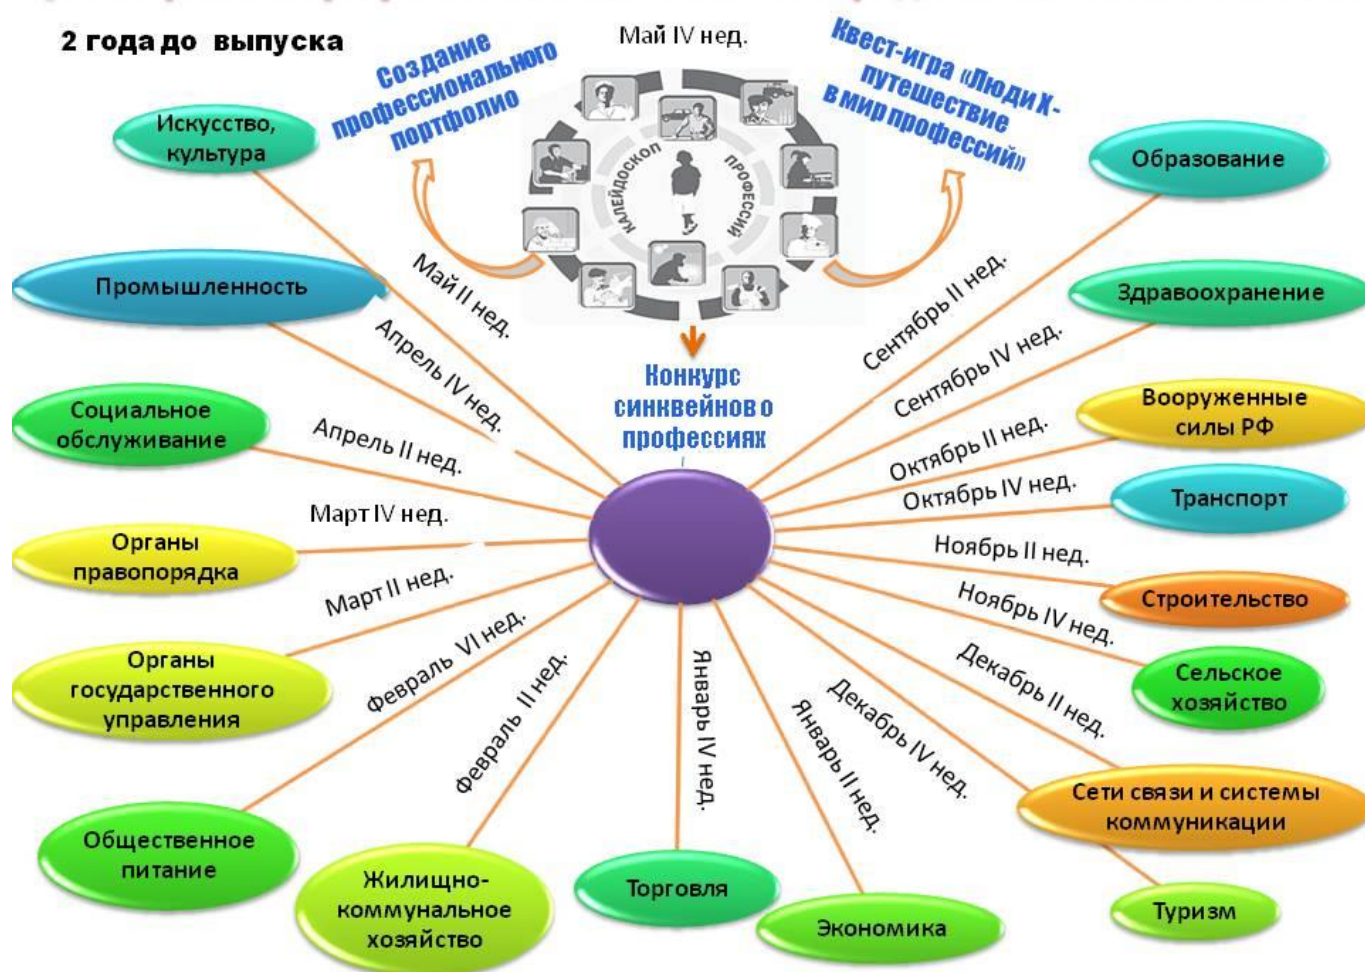 2 года до выпуска
Май IV нед.
Создание
профессионального
портфолио
Квест-игра «Люди Х-
путешествие
в мир профессий»
КАЛЕЙДОСКОП
ПРОФЕССИЙ
Конкурс
синквейнов о
профессиях
Искусство,
культура
Май II нед.
Промышленность
Апрель IV нед.
Социальное
обслуживание
Апрель II нед.
Органы
правопорядка
Март IV нед.
Органы
государственного
управления
Март II нед.
Общественное
питание
Февраль VI нед.
Жилищно-
коммунальное
хозяйство
Февраль II нед.
Торговля
Январь IV нед.
Экономика
Январь II нед.
Туризм
Декабрь IV нед.
Сети связи и системы
коммуникации
Декабрь II нед.
Сельское
хозяйство
Ноябрь IV нед.
Строительство
Ноябрь II нед.
Транспорт
Октябрь IV нед.
Вооруженные
силы РФ
Октябрь II нед.
Здравоохранение
Сентябрь IV нед.
Образование
Сентябрь II нед.